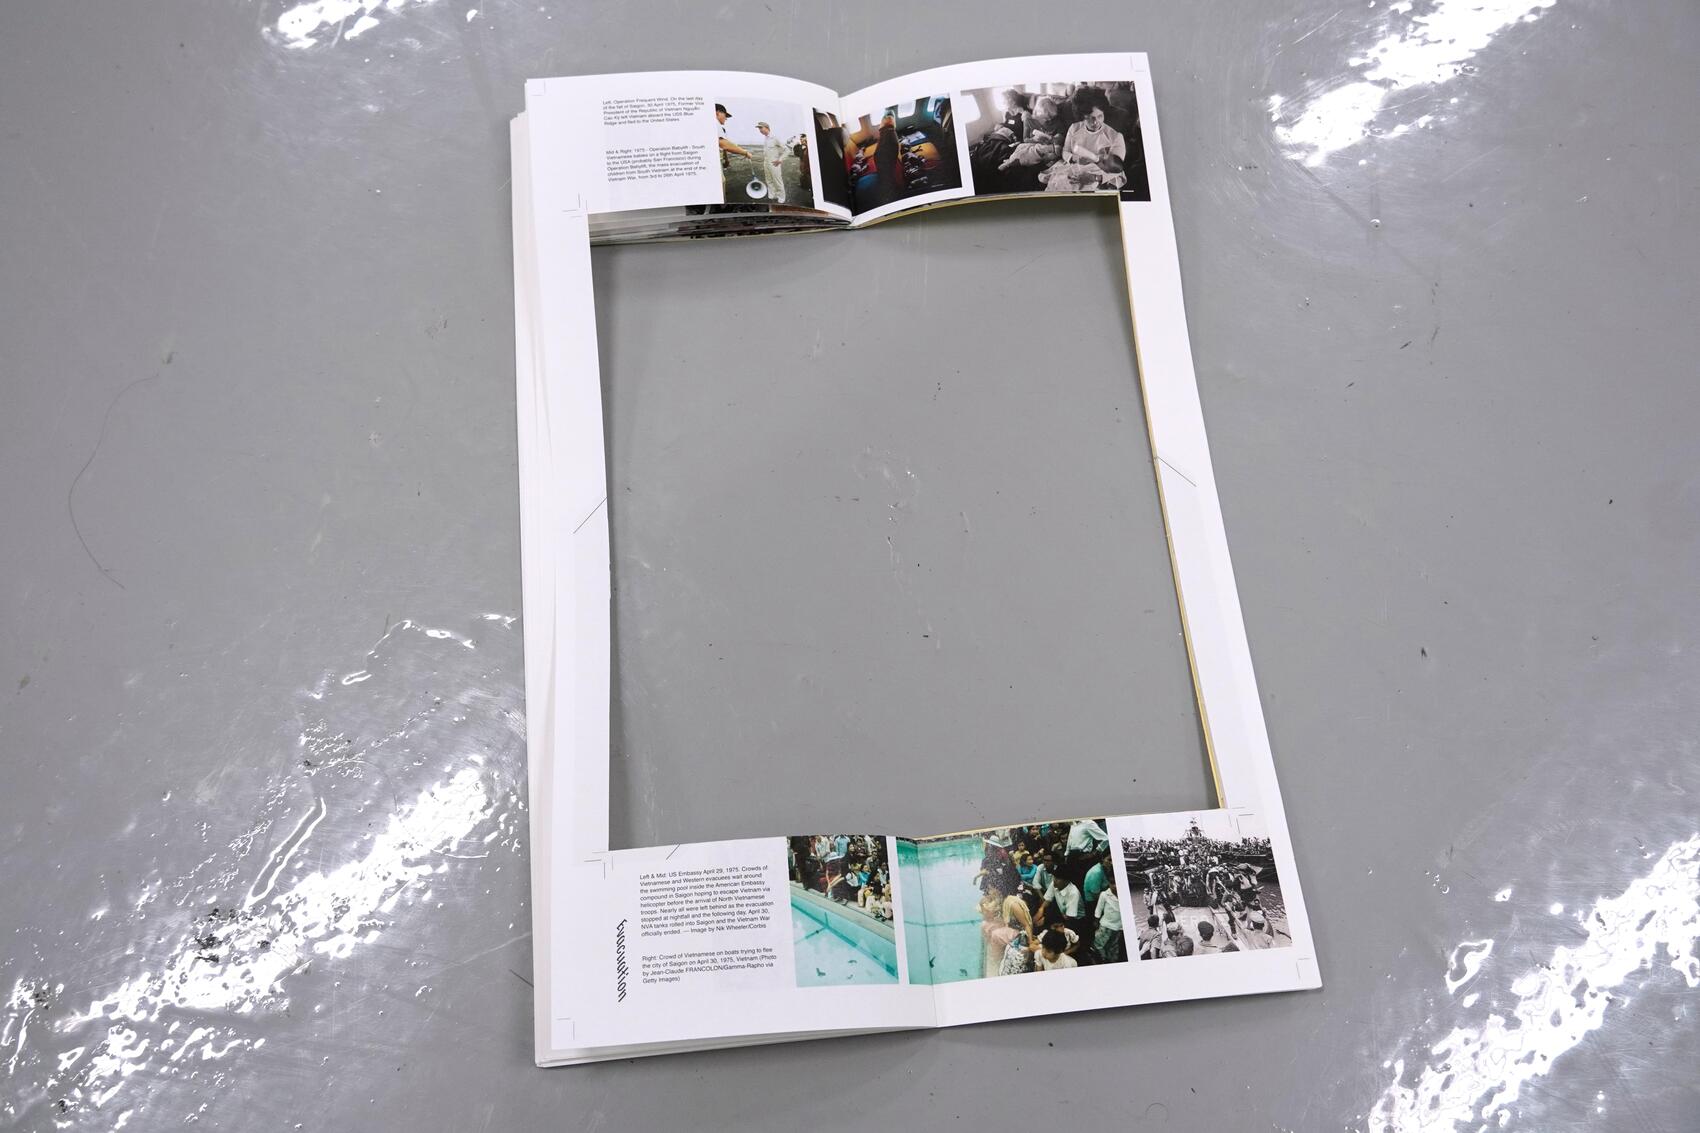 Left, Operation Frequent Wind. On the last day
of the fall of Saigon, 30 April 1975, Former Vice
President of the Republic of Vietnam Nguyễn
Cao Kỳ left Vietnam aboard the USS Blue
Ridge and fled to the United States
Mid & Right: 1975 - Operation Babylift - South
Vietnamese babies on a flight from Saigon
to the USA (probably San Francisco) during
Operation Babylift, the mass evacuation of
children from South Vietnam at the end of the
Vietnam War, from 3rd to 26th April 1975.
Evacuation
Left & Mid: US Embassy April 29, 1975. Crowds of
Vietnamese and Western evacuees wait around
the swimming pool inside the American Embassy
compound in Saigon hoping to escape Vietnam via
helicopter before the arrival of North Vietnamese
troops. Nearly all were left behind as the evacuation
stopped at nightfall and the following day, April 30,
NVA tanks rolled into Saigon and the Vietnam War
officially ended. — Image by Nik Wheeler/Corbis
Right: Crowd of Vietnamese on boats trying to flee
the city of Saigon on April 30, 1975, Vietnam (Photo
by Jean-Claude FRANCOLON/Gamma-Rapho via
Getty Images)